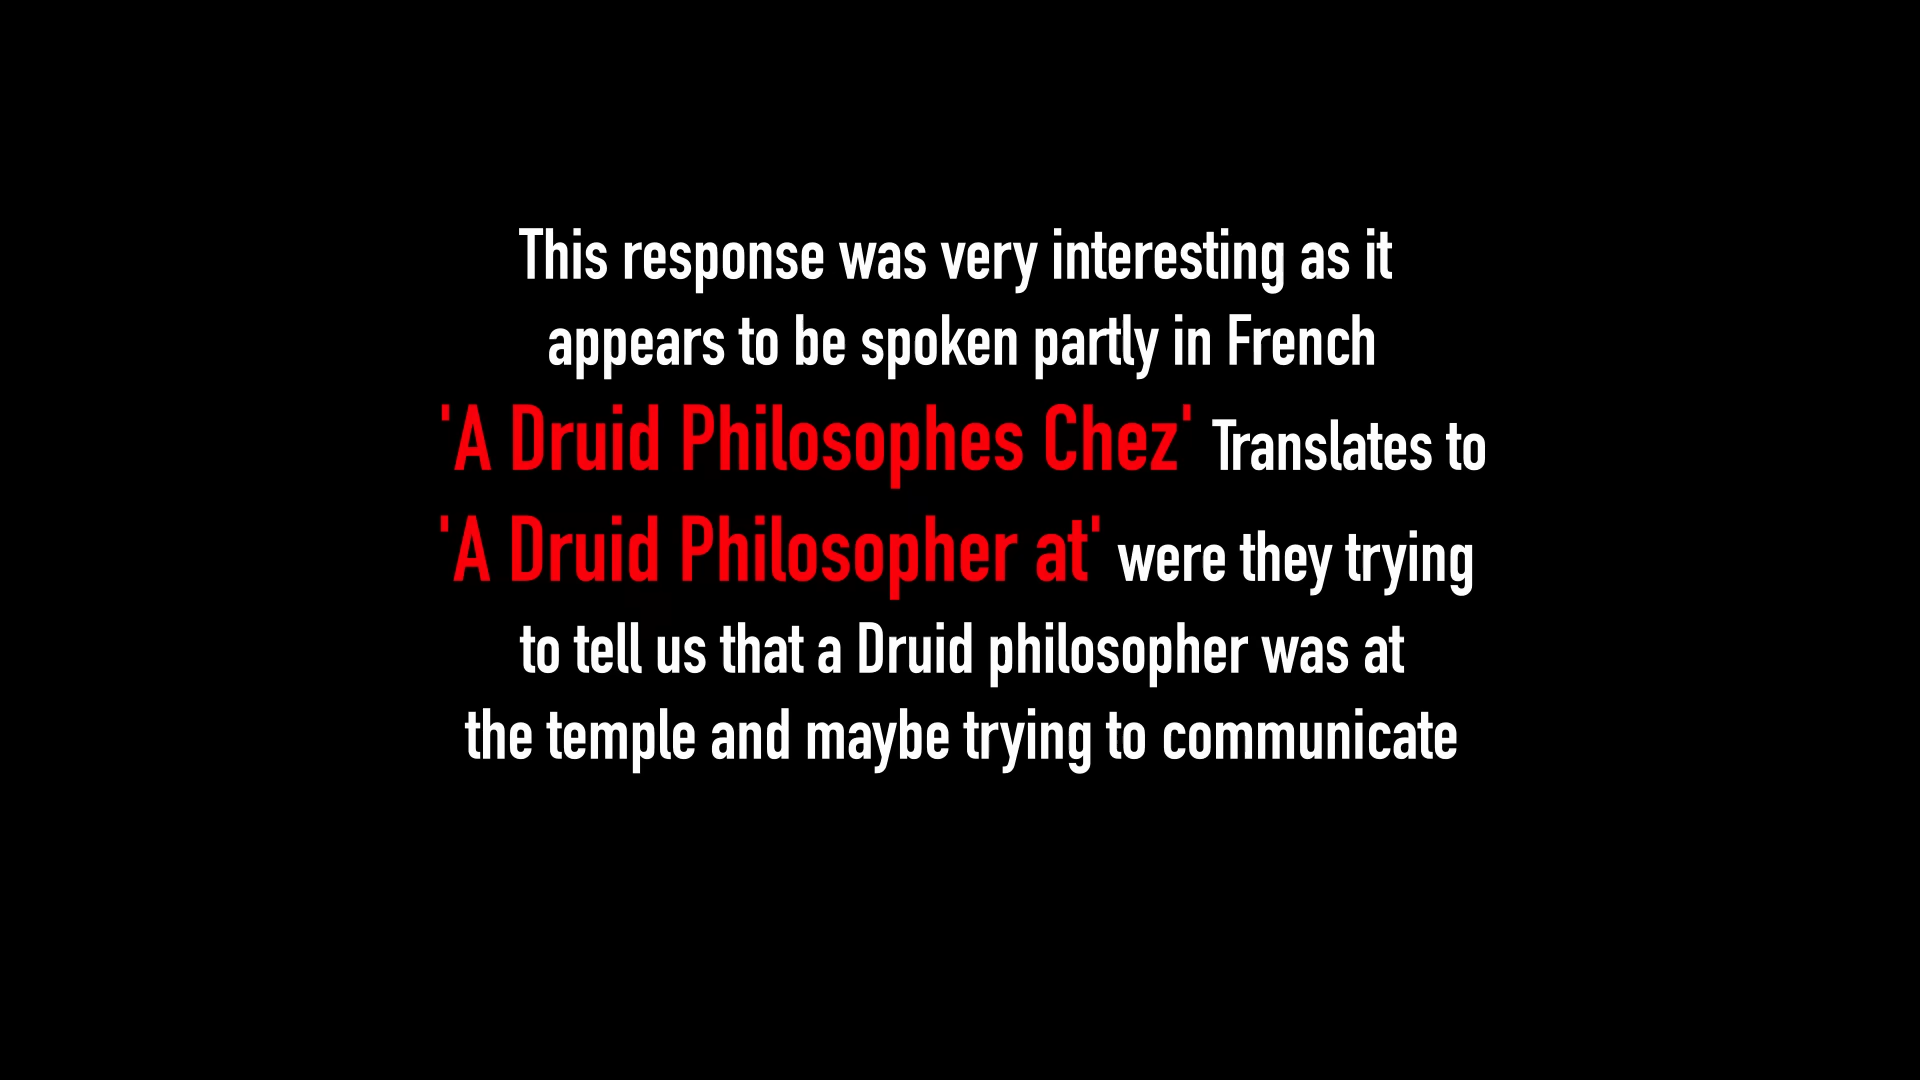 This response was very interesting as it
appears to be spoken partly in French
'A Druid Philosophes Chez' Translates to
'A Druid Philosopher at' were they trying
to tell us that a Druid philosopher was at
the temple and maybe trying to communicate